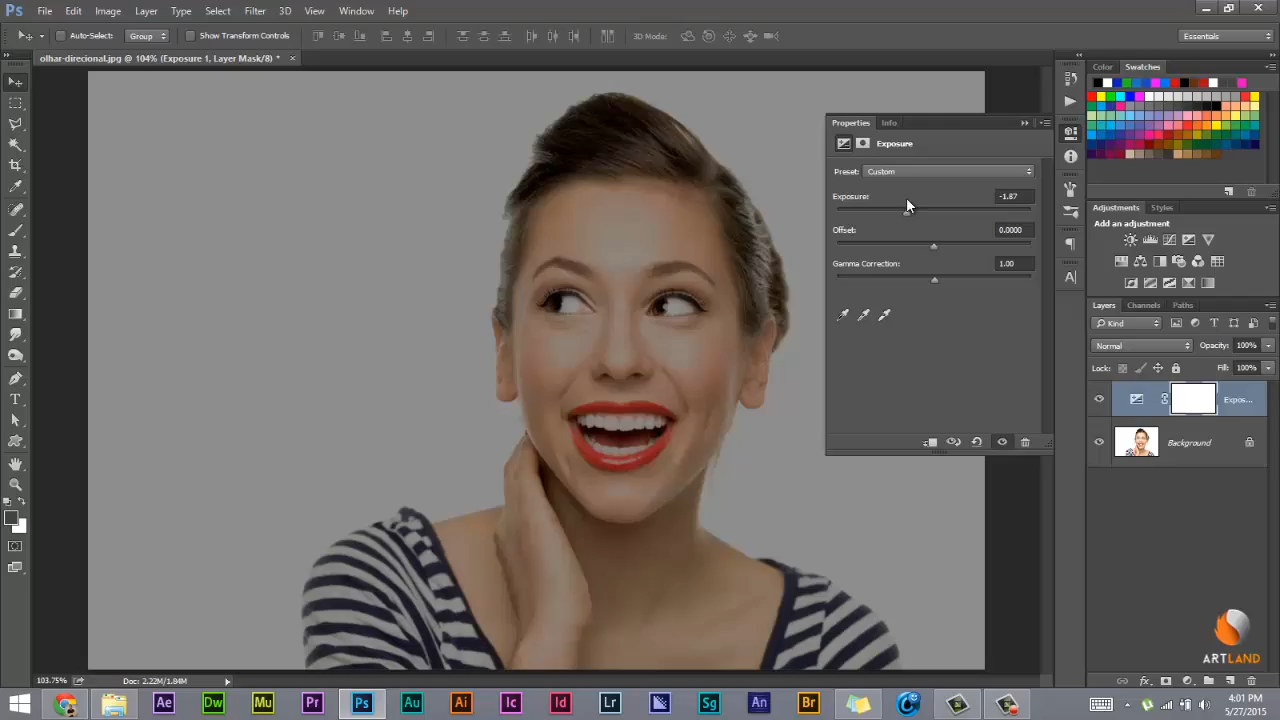 Ps File Edit Image Layer Type Select Filter 3D View Window Help
Auto-Select: Group Show Transform Controls 3D Mode: Essentials
olhar-direcional.jpg @ 104% (Exposure 1, Layer Mask/8) * ×
Color Swatches
Properties Info
Exposure
Preset: Custom
Exposure: -1.87
Offset: 0.0000
Gamma Correction: 1.00
Adjustments Styles
Add an adjustment
Layers Channels Paths
Kind
Normal Opacity: 100%
Lock: Fill: 100%
Expos...
Background
ARTLAND
103.75% Doc: 2.22M/1.84M
Ae Dw Mu Pr Ps Au Ai Ic Id Lr Sg An Br
4:01 PM
5/27/2015